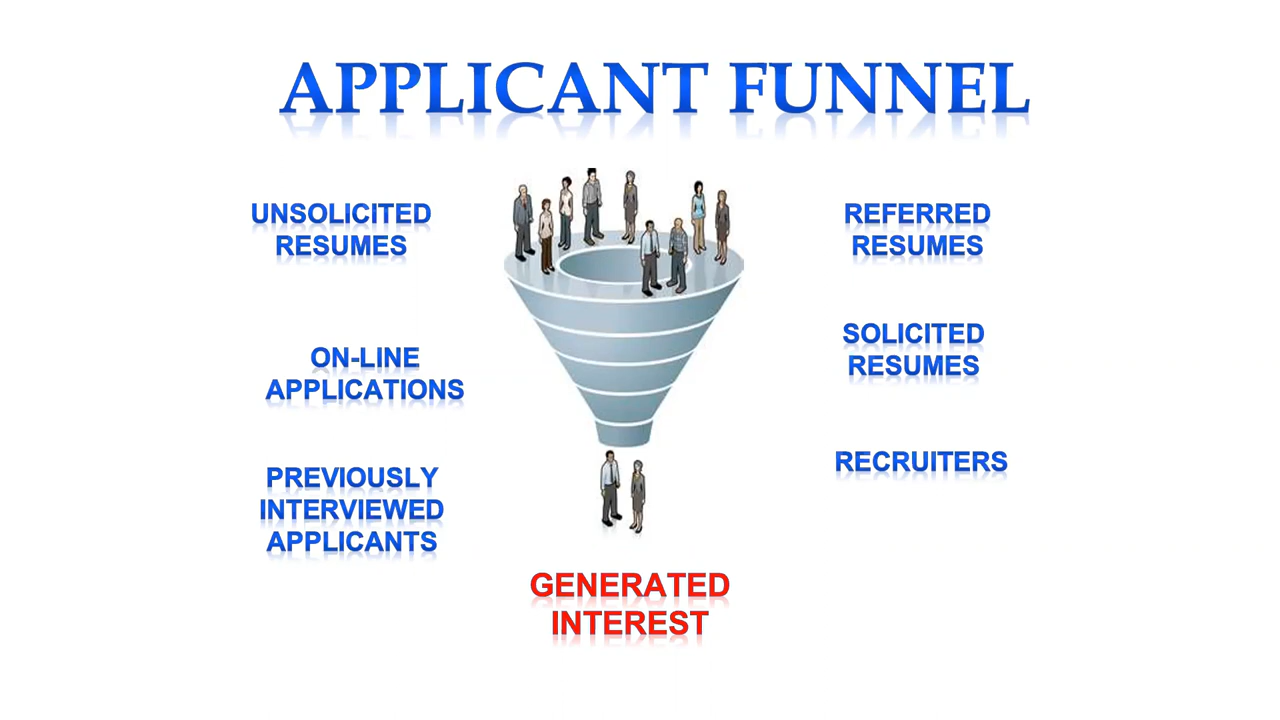 APPLICANT FUNNEL
UNSOLICITED
RESUMES
ON-LINE
APPLICATIONS
PREVIOUSLY
INTERVIEWED
APPLICANTS
REFERRED
RESUMES
SOLICITED
RESUMES
RECRUITERS
GENERATED
INTEREST